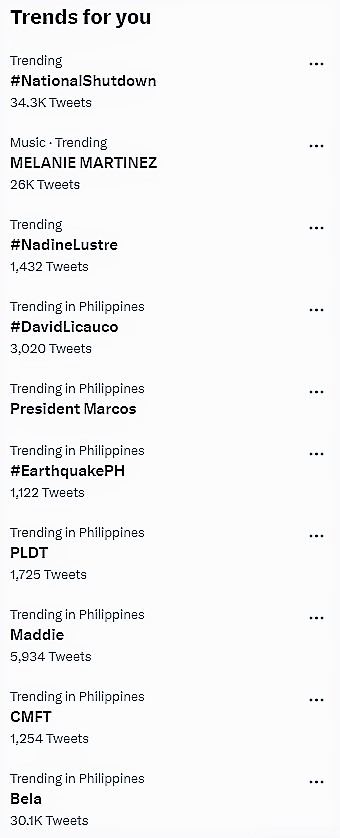 Trends for you
Trending
#NationalShutdown
34.3K Tweets
Music · Trending
MELANIE MARTINEZ
26K Tweets
Trending
#NadineLustre
1,432 Tweets
Trending in Philippines
#DavidLicauco
3,020 Tweets
Trending in Philippines
President Marcos
Trending in Philippines
#EarthquakePH
1,122 Tweets
Trending in Philippines
PLDT
1,725 Tweets
Trending in Philippines
Maddie
5,934 Tweets
Trending in Philippines
CMFT
1,254 Tweets
Trending in Philippines
Bela
30.1K Tweets